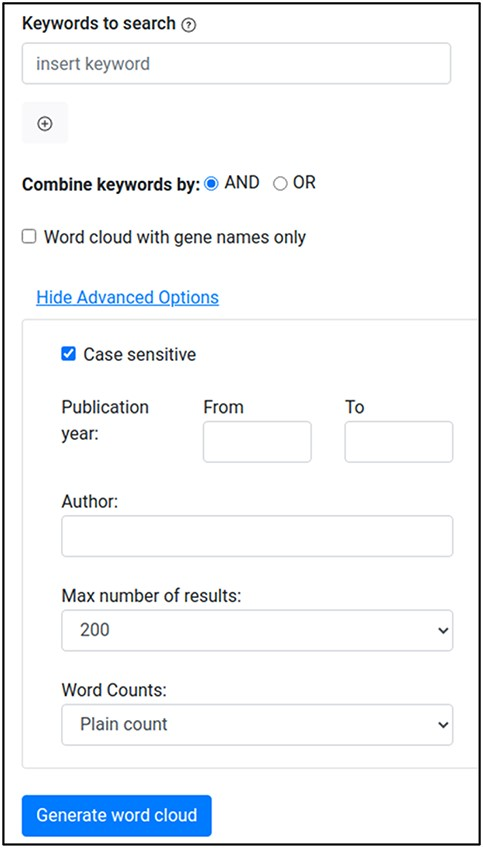 Keywords to search ?
insert keyword
Combine keywords by: AND OR
Word cloud with gene names only
Hide Advanced Options
Case sensitive
Publication year: From To
Author:
Max number of results:
200
Word Counts:
Plain count
Generate word cloud